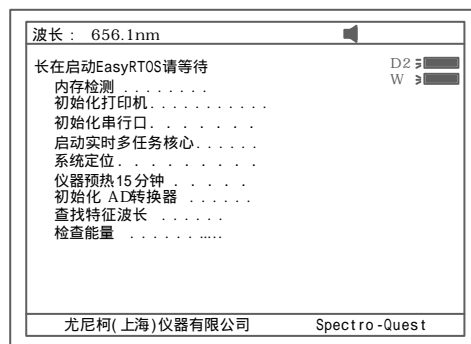 波长： 656.1nm
长在启动EasyRTOS请等待 D2
W
内存检测 . . . . . . . .
初始化打印机. . . . . . . . . . .
初始化串行口. . . . . . .
启动实时多任务核心. . . . . .
系统定位. . . . . . . . .
仪器预热15分钟 . . . . .
初始化 AD转换器 . . . . . .
查找特征波长 . . . . . .
检查能量 . . . . . . .....
尤尼柯(上海)仪器有限公司 Spectro-Quest